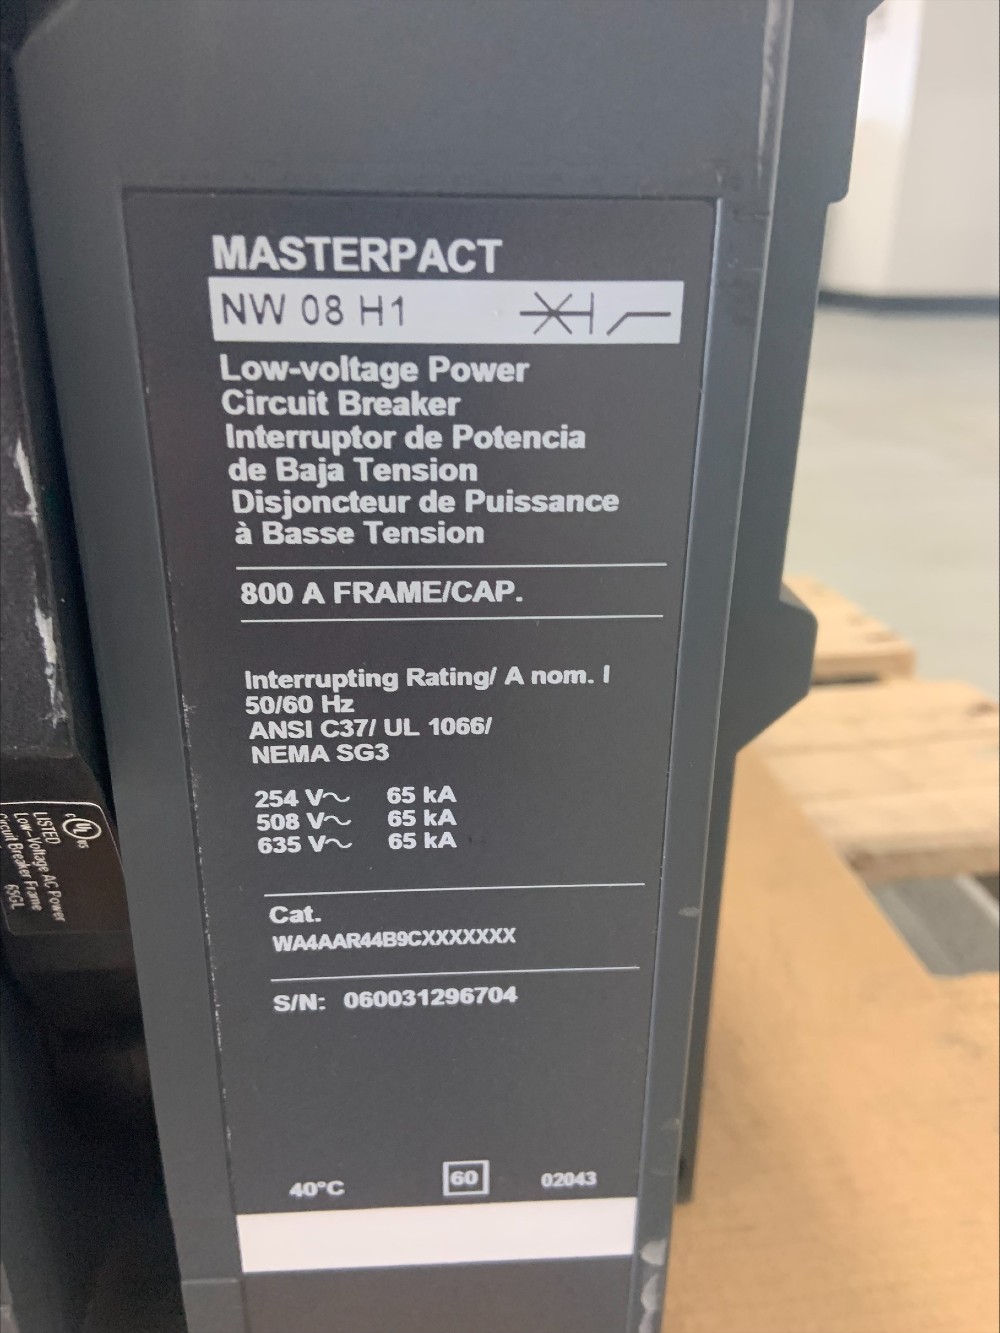 MASTERPACT
NW 08 H1
Low-voltage Power
Circuit Breaker
Interruptor de Potencia
de Baja Tension
Disjoncteur de Puissance
à Basse Tension
800 A FRAME/CAP.
Interrupting Rating/ A nom. I
50/60 Hz
ANSI C37/ UL 1066/
NEMA SG3
254 V~ 65 kA
508 V~ 65 kA
635 V~ 65 kA
Cat.
WA4AAR44B9CXXXXXXX
S/N: 060031296704
40°C 60 02043
c UL us
LISTED
Low-Voltage AC Power
Circuit Breaker Frame
69GL